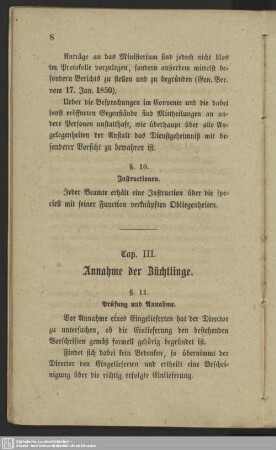 8
Anträge an das Ministerium sind jedoch nicht blos
im Protokolle vorzulegen, sondern außerdem mittelst be-
sondern Berichts zu stellen und zu begründen (Gen. Ver.
vom 17. Jan. 1850).
Ueber die Besprechungen im Convente und die dabei
sonst eröffneten Gegenstände sind Mittheilungen an an-
dere Personen unstatthaft, wie überhaupt über alle An-
gelegenheiten der Anstalt das Dienstgeheimniß mit be-
sonderer Vorsicht zu bewahren ist.
§. 10.
Instructionen.
Jeder Beamte erhält eine Instruction über die spe-
ciell mit seiner Function verknüpften Obliegenheiten.
Cap. III.
Annahme der Züchtlinge.
§. 11.
Prüfung und Annahme.
Vor Annahme eines Eingelieferten hat der Director
zu untersuchen, ob die Einlieferung den bestehenden
Vorschriften gemäß formell gehörig begründet ist.
Findet sich dabei kein Bedenken, so übernimmt der
Director den Eingelieferten und ertheilt eine Beschei-
nigung über die richtig erfolgte Einlieferung.